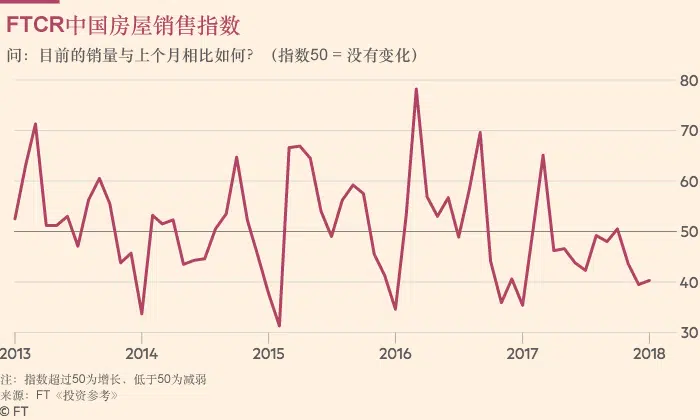 FTCR中国房屋销售指数
问：目前的销量与上个月相比如何？（指数50 = 没有变化）
80
70
60
50
40
30
2013 2014 2015 2016 2017 2018
注：指数超过50为增长、低于50为减弱
来源：FT《投资参考》
© FT